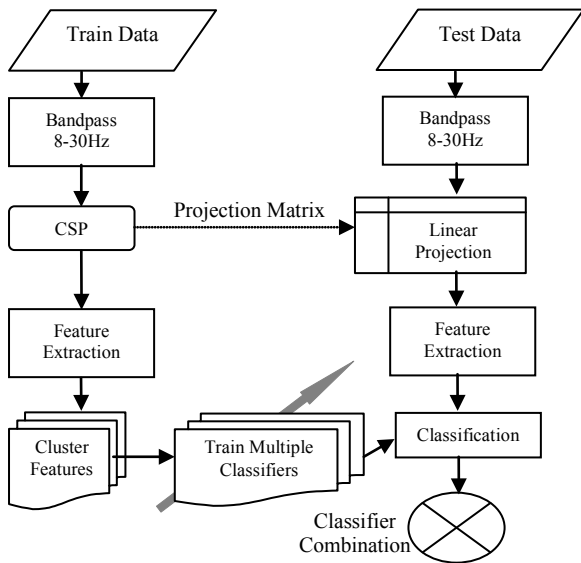 Train Data
Test Data
Bandpass
8-30Hz
Bandpass
8-30Hz
Projection Matrix
CSP
Linear
Projection
Feature
Extraction
Feature
Extraction
Cluster
Features
Train Multiple
Classifiers
Classification
Classifier
Combination